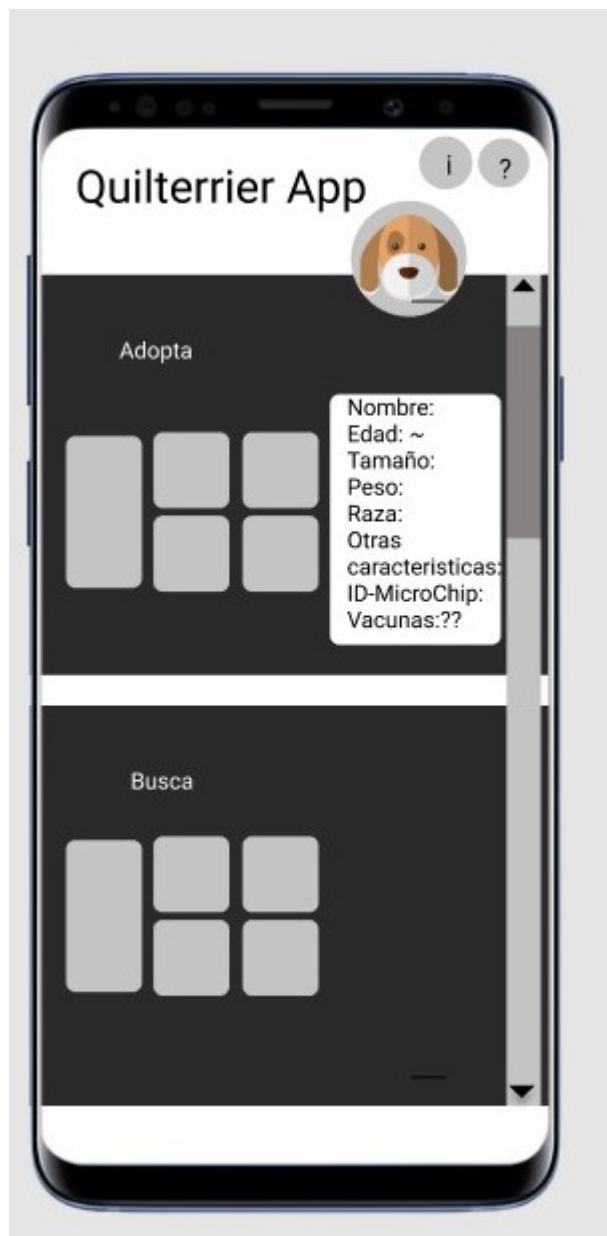 i
?
Quilterrier App
Adopta
Nombre:
Edad: ~
Tamaño:
Peso:
Raza:
Otras
caracteristicas:
ID-MicroChip:
Vacunas:??
Busca